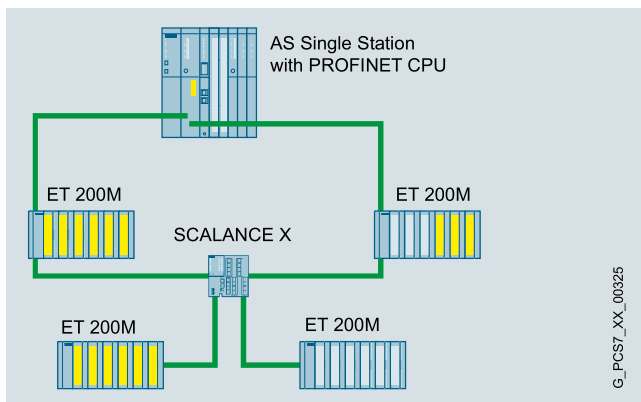 AS Single Station
with PROFINET CPU
ET 200M
ET 200M
SCALANCE X
ET 200M
ET 200M
G_PCS7_XX_00325